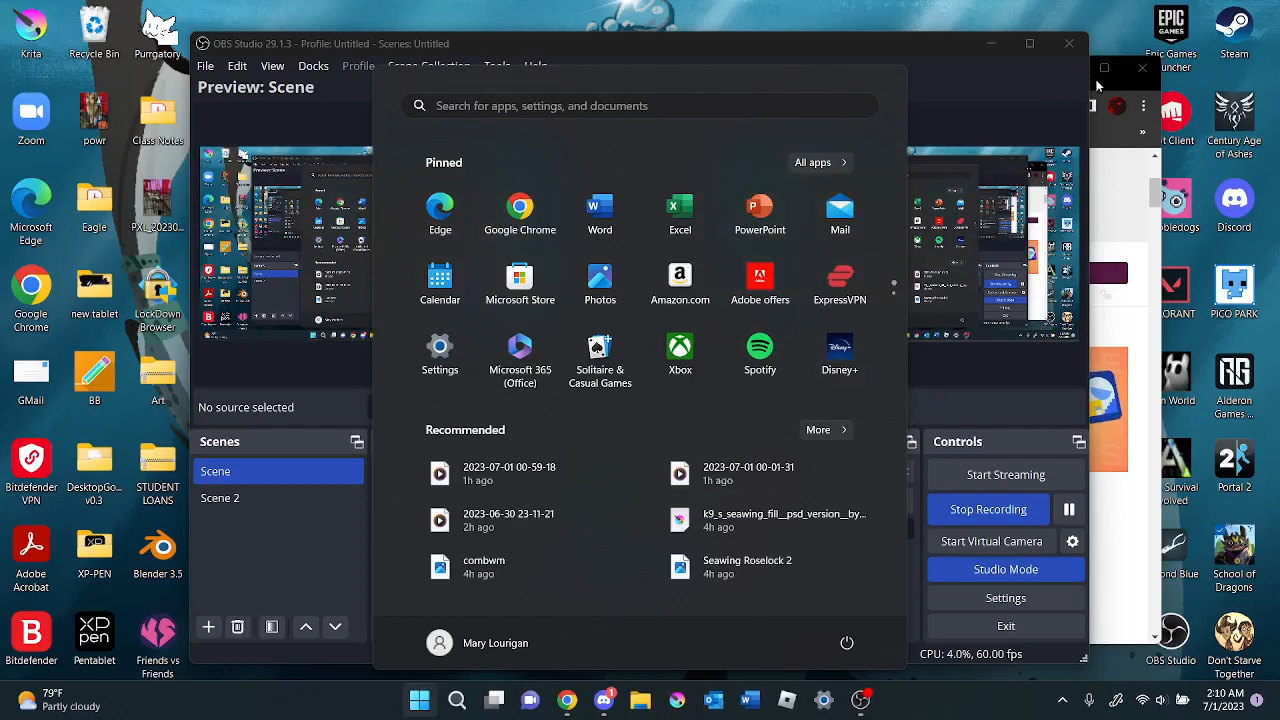 Krita
Recycle Bin
Purgatory
Zoom
powr
Class Notes
Microsoft
Edge
Eagle
PXL_20230...
Google
Chrome
new tablet
LockDown
Browser
GMail
BB
Art
Bitdefender
VPN
DesktopGo...
v0.3
STUDENT
LOANS
Adobe
Acrobat
XP-PEN
Blender 3.5
Bitdefender
XP
pen
Pentablet
Friends vs
Friends
OBS Studio 29.1.3 - Profile: Untitled - Scenes: Untitled
File Edit View Docks Profile
Preview: Scene
No source selected
Scenes
Scene
Scene 2
Search for apps, settings, and documents
Pinned
All apps
Edge
Google Chrome
Word
Excel
PowerPoint
Mail
Calendar
Microsoft Store
Photos
Amazon.com
Adobe offers
Settings
Microsoft 365
(Office)
Solitaire &
Casual Games
Xbox
Spotify
Disney+
Recommended
More
2023-07-01 00-59-18
1h ago
2023-07-01 00-01-31
1h ago
2023-06-30 23-11-21
2h ago
k9_s_seawing_fill__psd_version__by...
4h ago
combwm
4h ago
Seawing Roselock 2
4h ago
Mary Lourigan
Controls
Start Streaming
Stop Recording
Start Virtual Camera
Studio Mode
Settings
Exit
CPU: 4.0%, 60.00 fps
EPIC
GAMES
Steam
Century Age
of Ashes
Discord
PICO PARK
Alderon
Games ...
Portal 2
School of
Dragons
OBS Studio
Don't Starve
Together
79°F
Partly cloudy
1
2:10 AM
7/1/2023
1